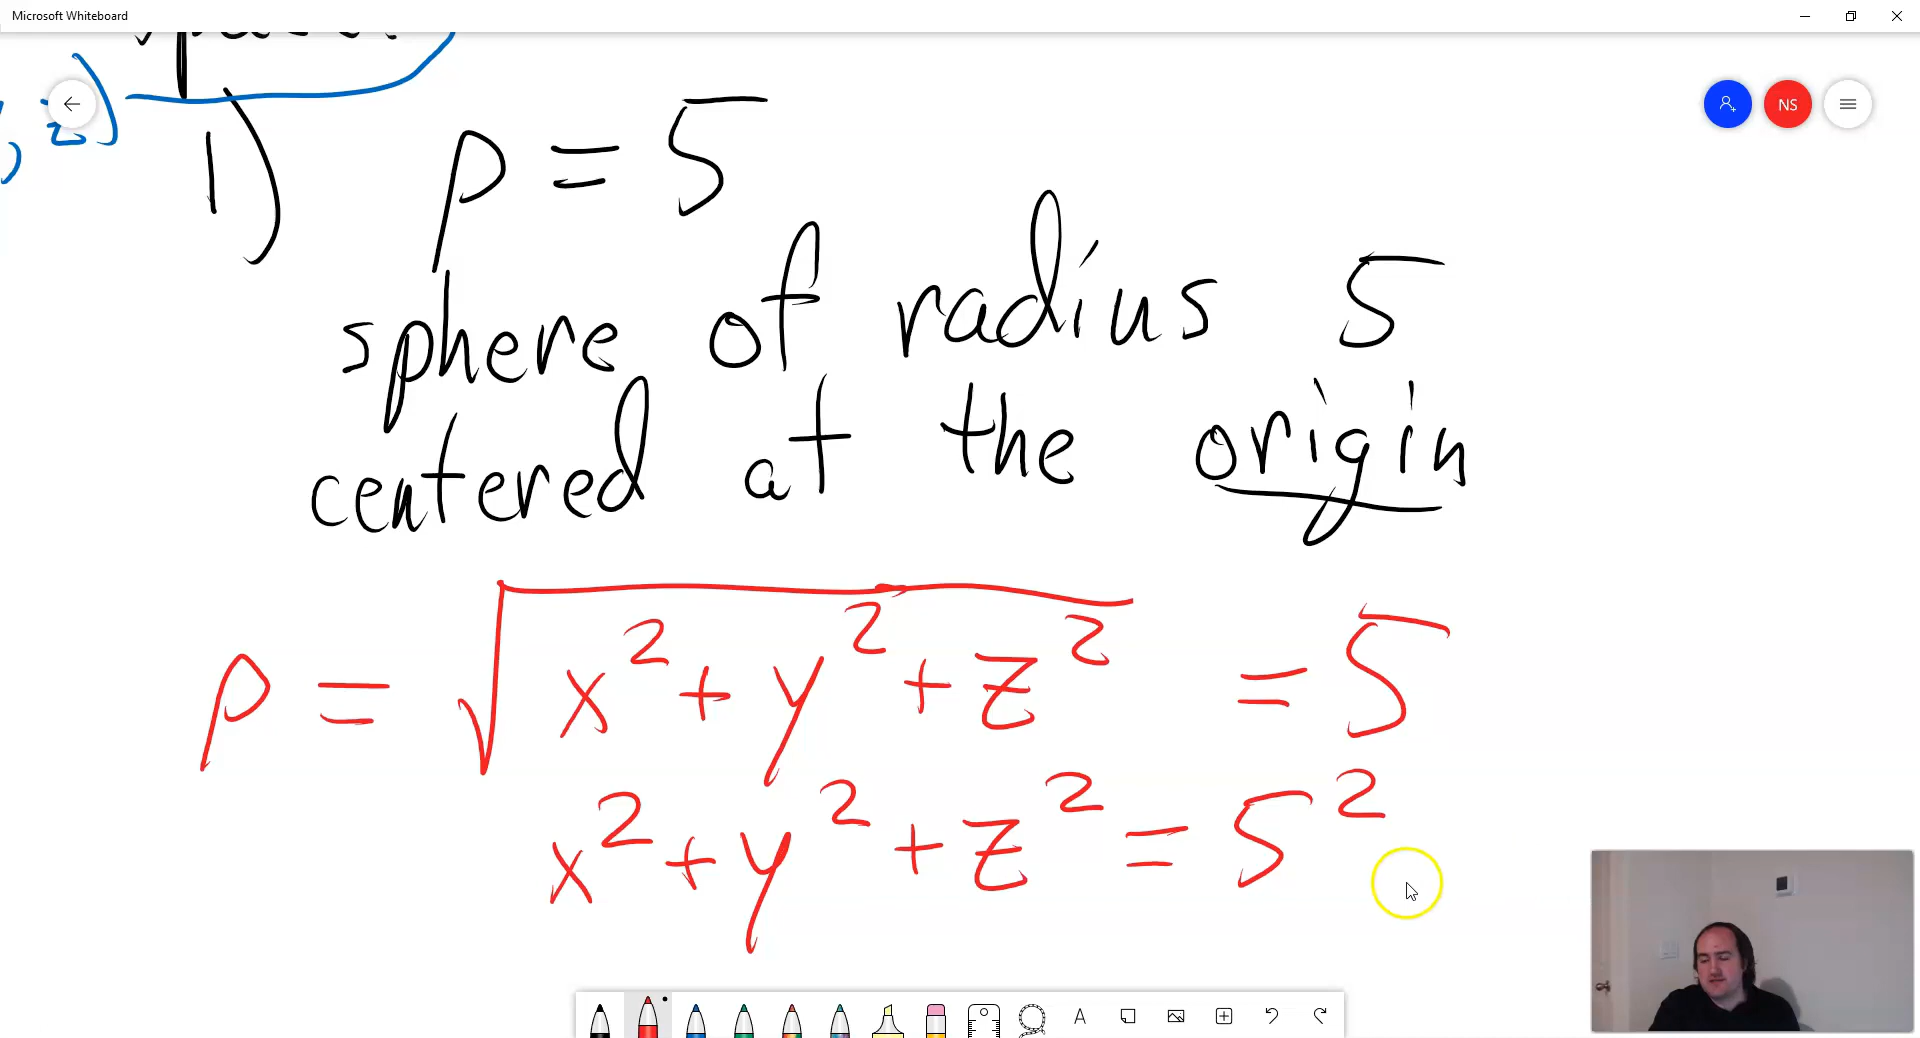 Microsoft Whiteboard
NS
, z)
1) ρ = 5
sphere of radius 5
centered at the origin
ρ = √(x² + y² + z²) = 5
x² + y² + z² = 5²
A